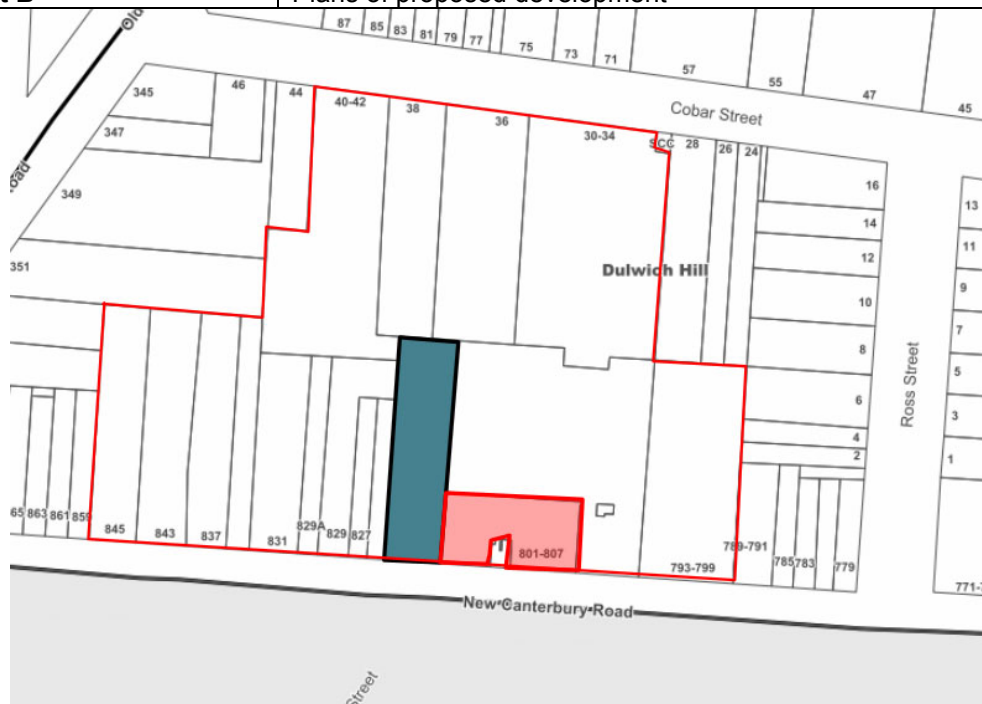 t B
Plans of proposed development
Old
oad
87 85 83 81 79 77 75 73 71 57 55 47 45
Cobar Street
345 46 44 40-42 38 36 30-34 SCC 28 26 24 16
347
349
351
14
12
10
8
6
4
2
13
11
9
7
5
3
1
Dulwich Hill
Ross Street
65 863 861 859 845 843 837 831 829A 829 827 801-807 793-799 789-791 785 783 779 771-
New Canterbury Road
Street